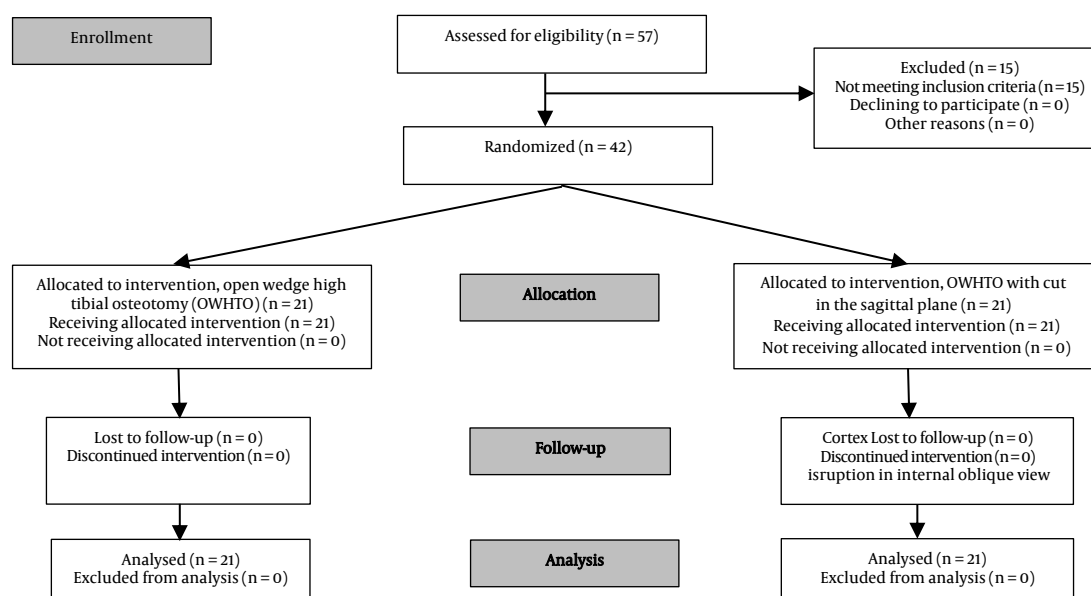 Enrollment
Assessed for eligibility (n = 57)
Excluded (n = 15)
Not meeting inclusion criteria (n = 15)
Declining to participate (n = 0)
Other reasons (n = 0)
Randomized (n = 42)
Allocated to intervention, open wedge high
tibial osteotomy (OWHTO) (n = 21)
Receiving allocated intervention (n = 21)
Not receiving allocated intervention (n = 0)
Allocation
Allocated to intervention, OWHTO with cut
in the sagittal plane (n = 21)
Receiving allocated intervention (n = 21)
Not receiving allocated intervention (n = 0)
Lost to follow-up (n = 0)
Discontinued intervention (n = 0)
Follow-up
Cortex Lost to follow-up (n = 0)
Discontinued intervention (n = 0)
isruption in internal oblique view
Analysed (n = 21)
Excluded from analysis (n = 0)
Analysis
Analysed (n = 21)
Excluded from analysis (n = 0)